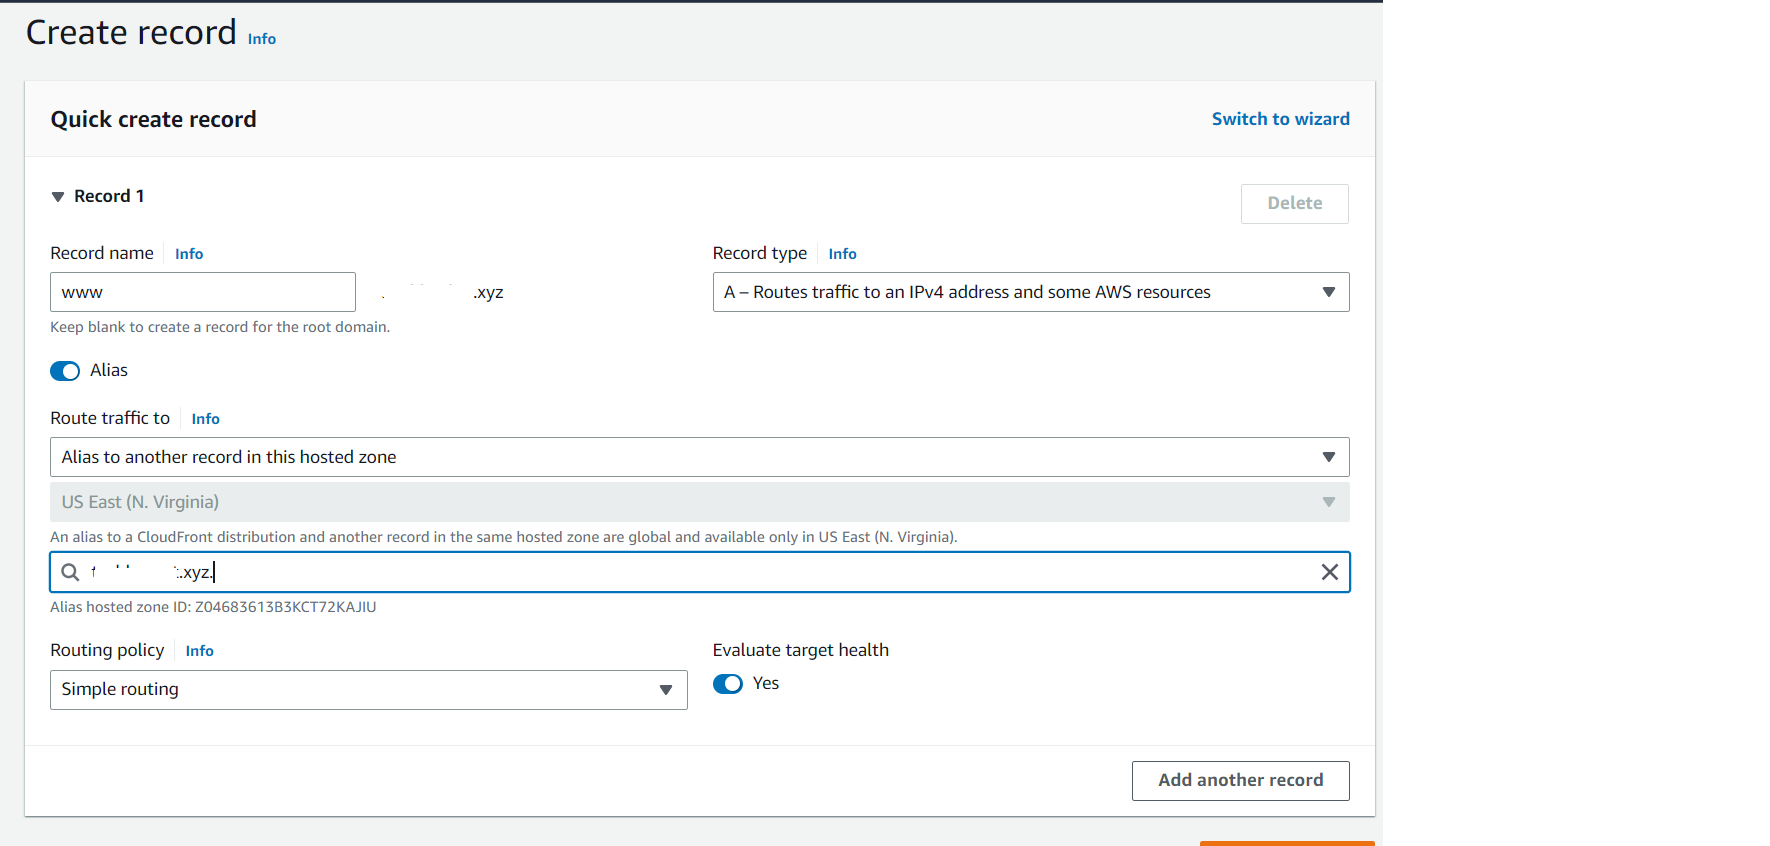 Create record Info
Quick create record
Switch to wizard
Record 1
Delete
Record name Info
Record type Info
www
.xyz
A – Routes traffic to an IPv4 address and some AWS resources
Keep blank to create a record for the root domain.
Alias
Route traffic to Info
Alias to another record in this hosted zone
US East (N. Virginia)
An alias to a CloudFront distribution and another record in the same hosted zone are global and available only in US East (N. Virginia).
.xyz.
Alias hosted zone ID: Z04683613B3KCT72KAJIU
Routing policy Info
Evaluate target health
Simple routing
Yes
Add another record